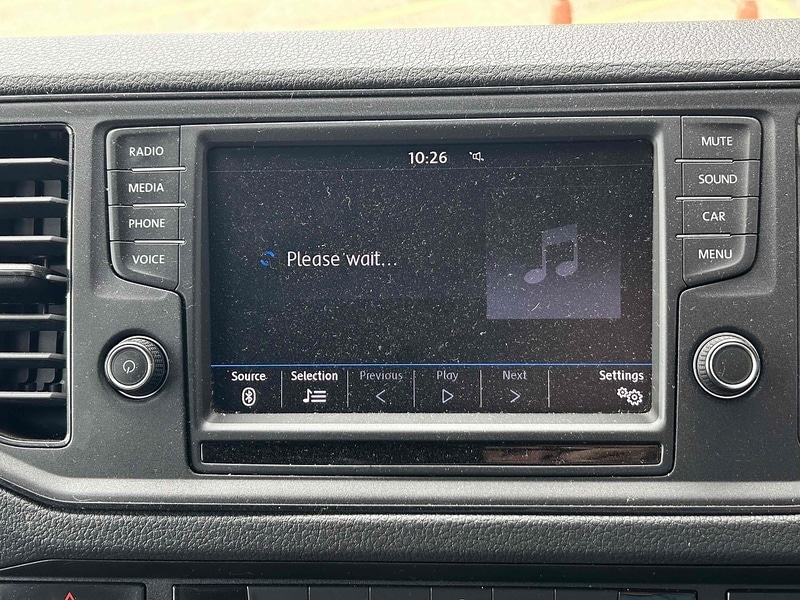 RADIO
MEDIA
PHONE
VOICE
10:26
Please wait...
Source
Selection
Previous
Play
Next
Settings
MUTE
SOUND
CAR
MENU